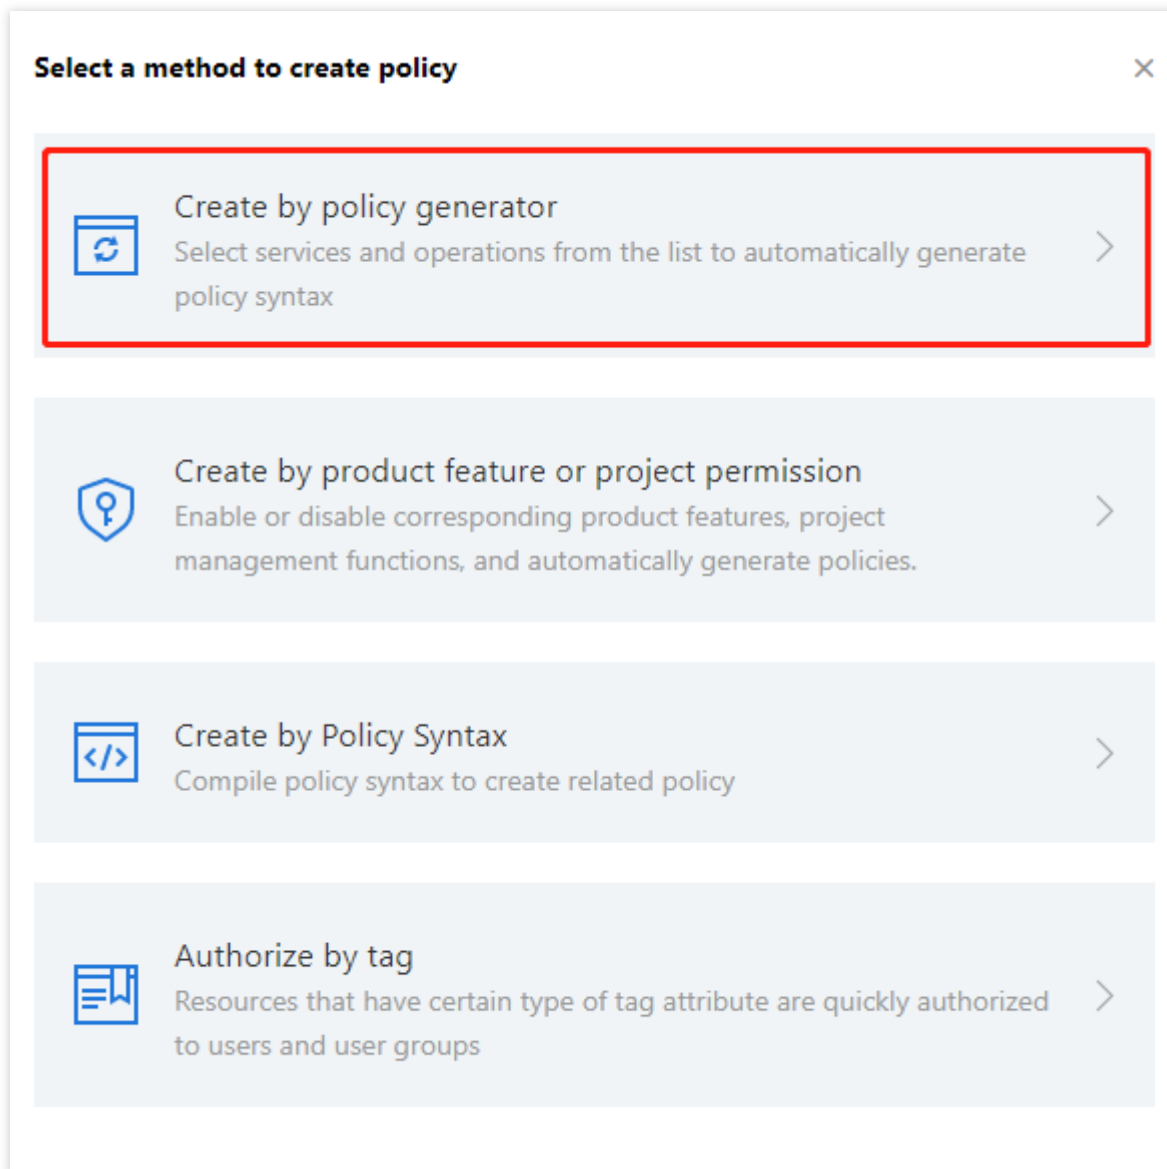 Select a method to create policy
Create by policy generator
Select services and operations from the list to automatically generate
policy syntax
Create by product feature or project permission
Enable or disable corresponding product features, project
management functions, and automatically generate policies.
Create by Policy Syntax
Compile policy syntax to create related policy
Authorize by tag
Resources that have certain type of tag attribute are quickly authorized
to users and user groups